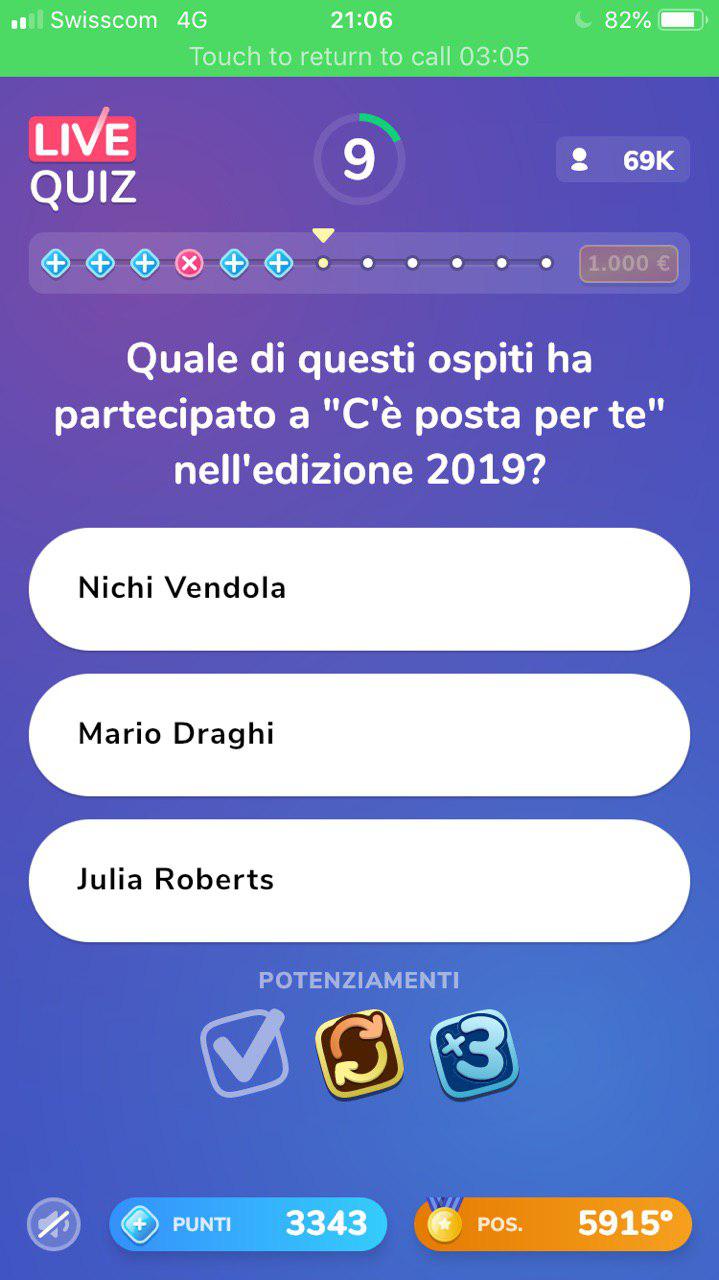 Swisscom 4G 21:06 82%
Touch to return to call 03:05
LIVE
QUIZ
9
69K
1.000 €
Quale di questi ospiti ha
partecipato a "C'è posta per te"
nell'edizione 2019?
Nichi Vendola
Mario Draghi
Julia Roberts
POTENZIAMENTI
×3
PUNTI 3343
POS. 5915°